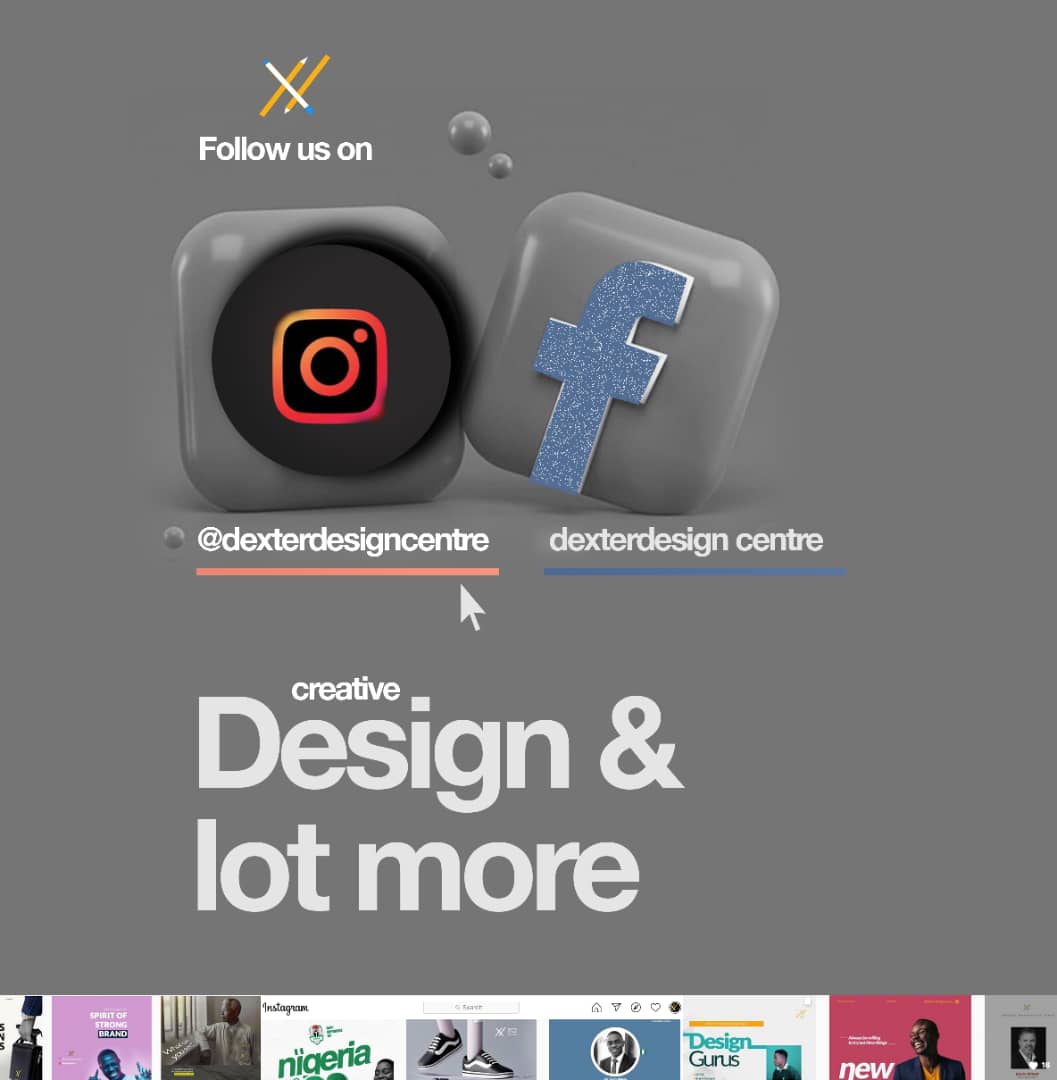 Follow us on
@dexterdesigncentre
dexterdesign centre
creative
Design &
lot more
SPIRIT OF
STRONG
BRAND
Instagram
Search
nigeria
Design
Gurus
new